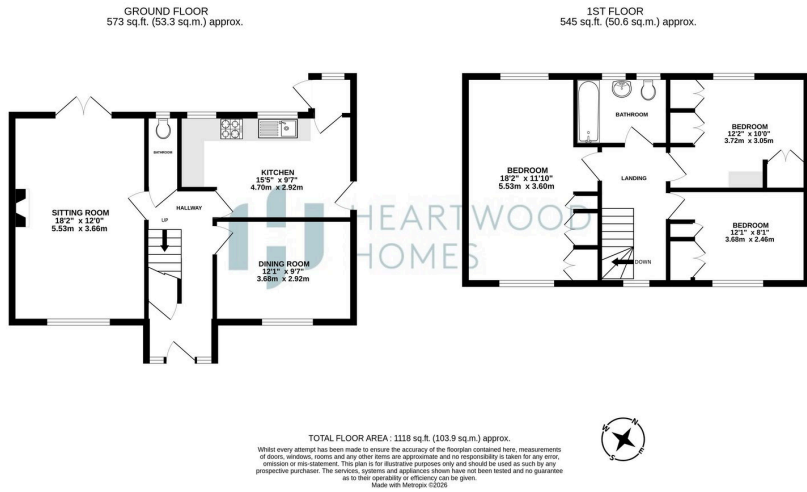 GROUND FLOOR
573 sq.ft. (53.3 sq.m.) approx.
1ST FLOOR
545 sq.ft. (50.6 sq.m.) approx.
BATHROOM
KITCHEN
15'5" x 9'7"
4.70m x 2.92m
SITTING ROOM
18'2" x 12'0"
5.53m x 3.66m
HALLWAY
UP
DINING ROOM
12'1" x 9'7"
3.68m x 2.92m
BATHROOM
BEDROOM
12'2" x 10'0"
3.72m x 3.05m
BEDROOM
18'2" x 11'10"
5.53m x 3.60m
LANDING
BEDROOM
12'1" x 8'1"
3.68m x 2.46m
DOWN
HEARTWOOD
HOMES
N
W
E
S
TOTAL FLOOR AREA : 1118 sq.ft. (103.9 sq.m.) approx.
Whilst every attempt has been made to ensure the accuracy of the floorplan contained here, measurements
of doors, windows, rooms and any other items are approximate and no responsibility is taken for any error,
omission or mis-statement. This plan is for illustrative purposes only and should be used as such by any
prospective purchaser. The services, systems and appliances shown have not been tested and no guarantee
as to their operability or efficiency can be given.
Made with Metropix ©2026